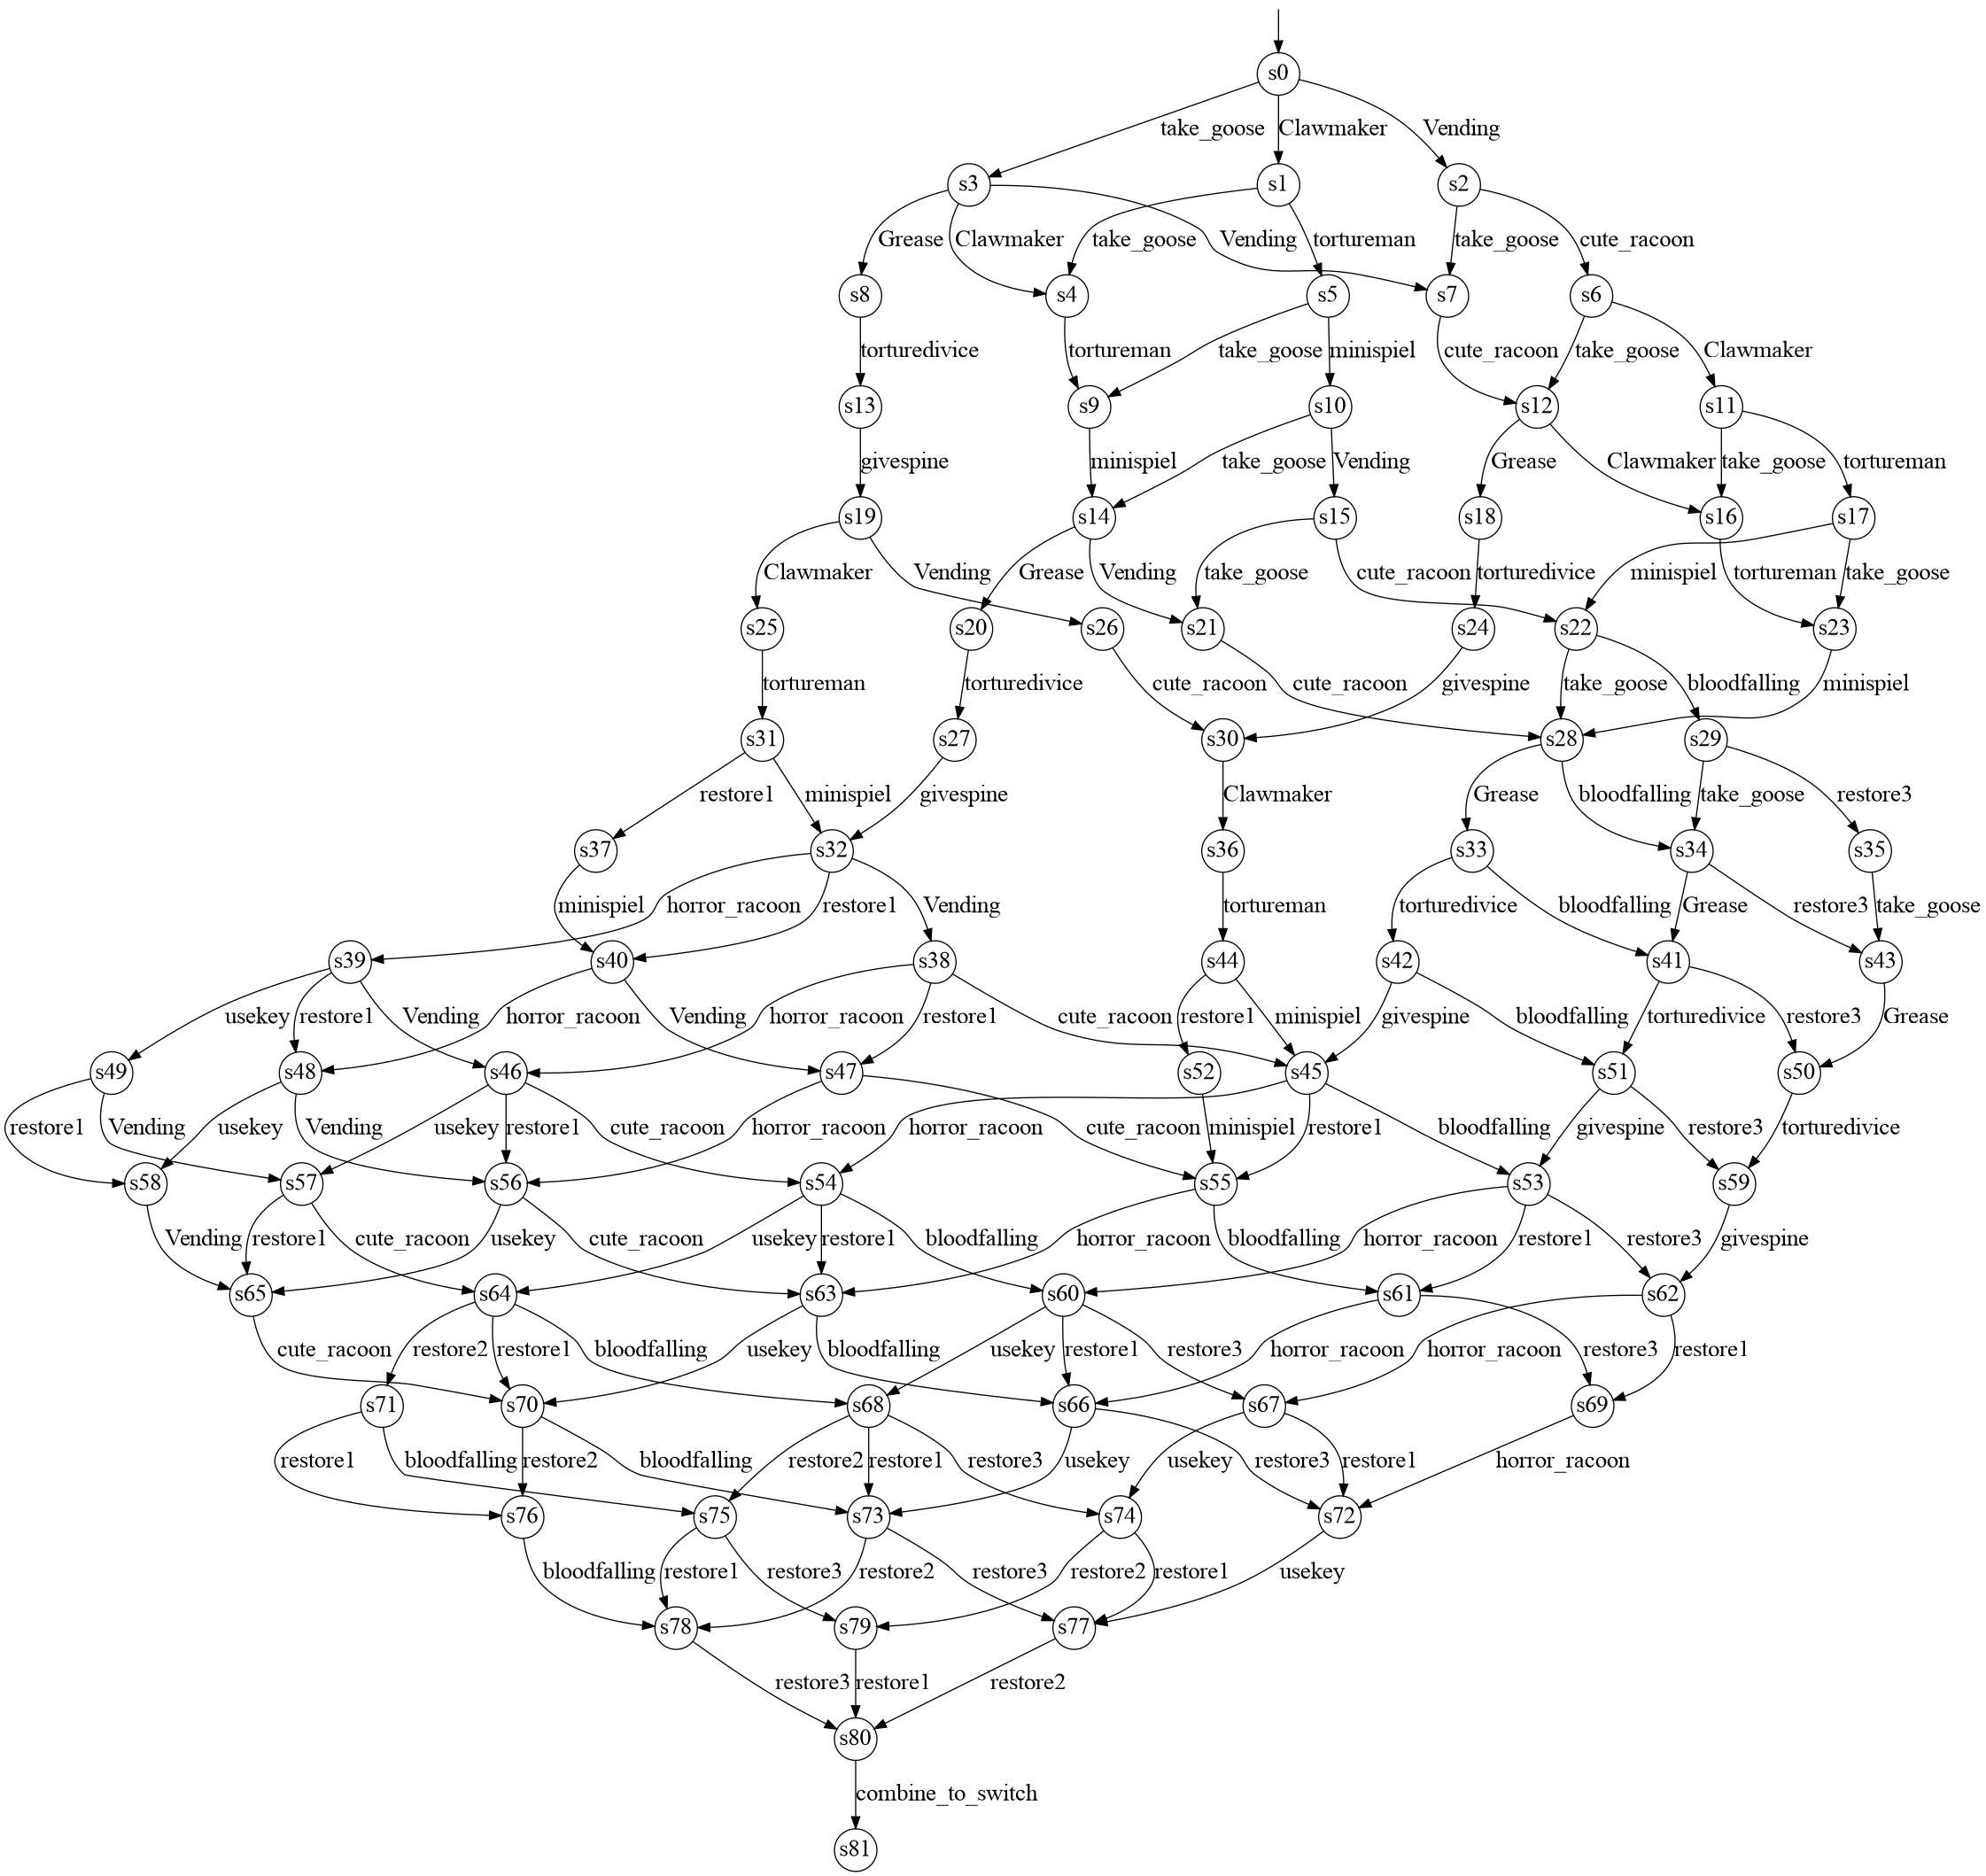 s0
take_goose Clawmaker Vending
s3 s1 s2
Grease Clawmaker take_goose Vending tortureman take_goose cute_racoon
s8 s4 s5 s7 s6
torturedivice tortureman take_goose minispiel cute_racoon take_goose Clawmaker
s13 s9 s10 s12 s11
givespine minispiel take_goose Vending Grease Clawmaker take_goose tortureman
s19 s14 s15 s18 s16 s17
Clawmaker Vending Grease Vending take_goose cute_racoon torturedivice minispiel tortureman take_goose
s25 s20 s26 s21 s24 s22 s23
tortureman torturedivice cute_racoon cute_racoon givespine take_goose bloodfalling minispiel
s31 s27 s30 s28 s29
restore1 minispiel givespine Clawmaker Grease bloodfalling take_goose restore3
s37 s32 s36 s33 s34 s35
minispiel horror_racoon restore1 Vending tortureman torturedivice bloodfalling Grease restore3 take_goose
s39 s40 s38 s44 s42 s41 s43
usekey restore1 Vending horror_racoon Vending horror_racoon restore1 cute_racoon restore1 minispiel givespine bloodfalling torturedivice restore3 Grease
s49 s48 s46 s47 s52 s45 s51 s50
restore1 Vending usekey Vending usekey restore1 cute_racoon horror_racoon horror_racoon cute_racoon minispiel restore1 bloodfalling givespine restore3 torturedivice
s58 s57 s56 s54 s55 s53 s59
Vending restore1 cute_racoon usekey cute_racoon usekey restore1 bloodfalling horror_racoon bloodfalling horror_racoon restore1 restore3 givespine
s65 s64 s63 s60 s61 s62
cute_racoon restore2 restore1 bloodfalling usekey bloodfalling usekey restore1 restore3 horror_racoon horror_racoon restore3 restore1
s71 s70 s68 s66 s67 s69
restore1 bloodfalling restore2 bloodfalling restore2 restore1 restore3 usekey usekey restore3 restore1 horror_racoon
s76 s75 s73 s74 s72
bloodfalling restore1 restore3 restore2 restore3 restore2 restore1 usekey
s78 s79 s77
restore3 restore1 restore2
s80
combine_to_switch
s81